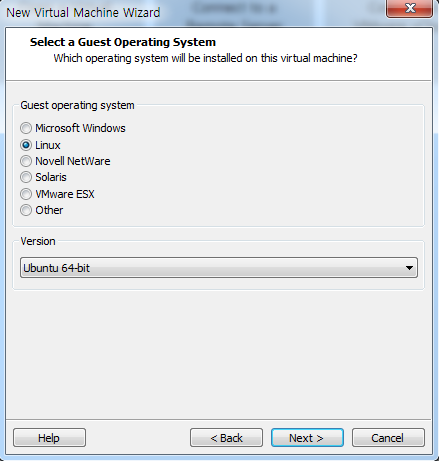 New Virtual Machine Wizard
Select a Guest Operating System
Which operating system will be installed on this virtual machine?
Guest operating system
Microsoft Windows
Linux
Novell NetWare
Solaris
VMware ESX
Other
Version
Ubuntu 64-bit
Help
< Back
Next >
Cancel